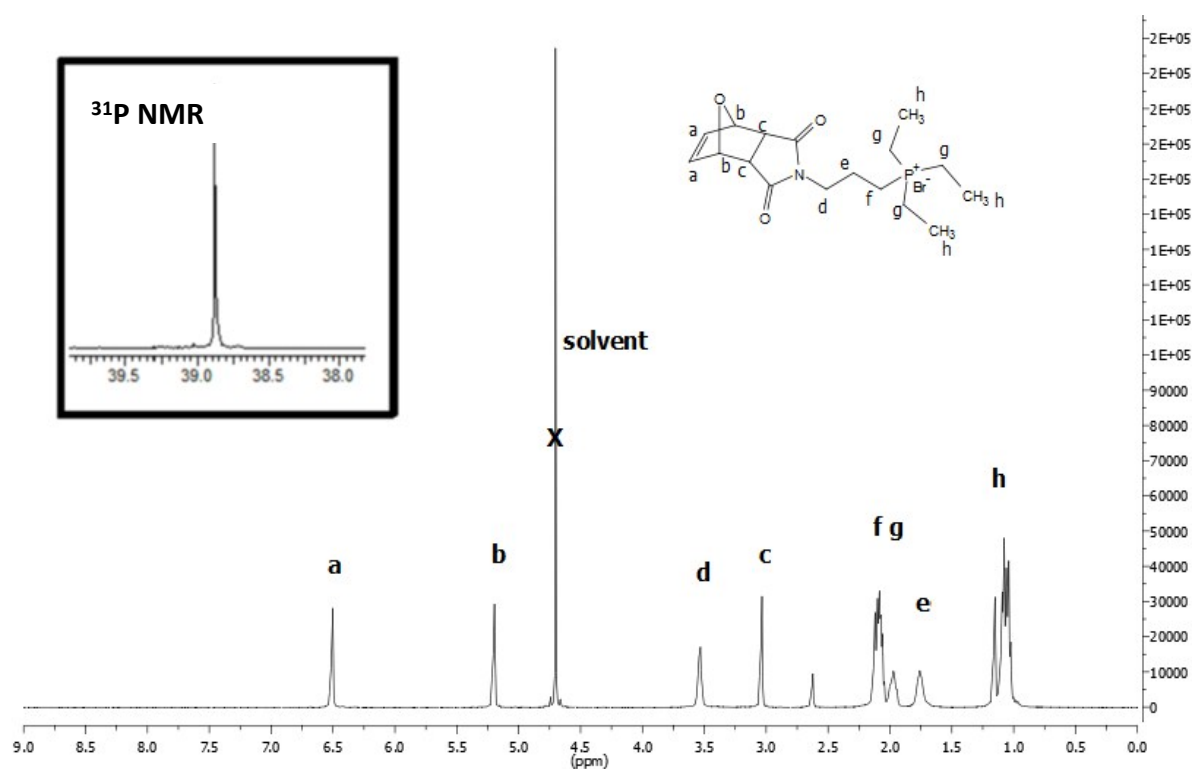 ³¹P NMR
39.5 39.0 38.5 38.0
O
a
b
c
a
b
c
O
N
O
d
e
f
P⁺
Br⁻
g
CH₃
h
g
CH₃
h
g
CH₃
h
solvent
X
a
b
d
c
f g
e
h
2E+05
2E+05
2E+05
2E+05
2E+05
1E+05
1E+05
1E+05
1E+05
1E+05
90000
80000
70000
60000
50000
40000
30000
20000
10000
0
9.0 8.5 8.0 7.5 7.0 6.5 6.0 5.5 5.0 4.5 4.0 3.5 3.0 2.5 2.0 1.5 1.0 0.5 0.0
(ppm)